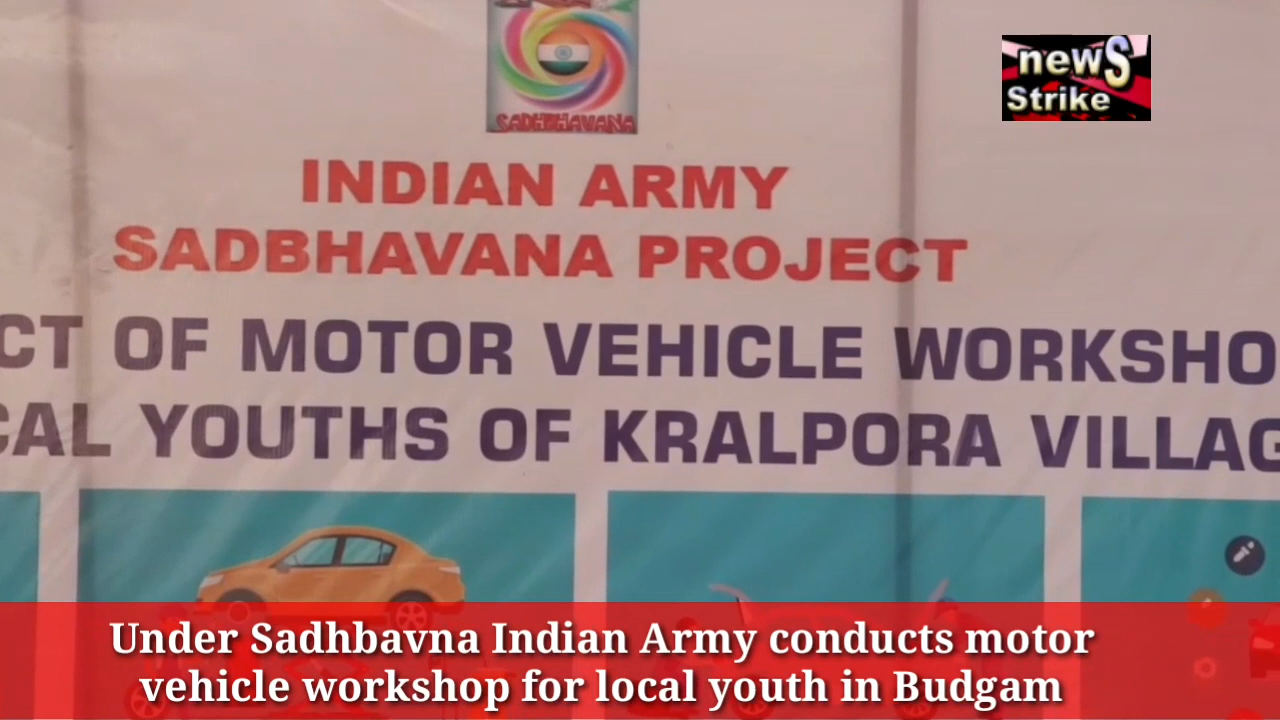 newS
Strike
SADHBHAVANA
INDIAN ARMY
SADBHAVANA PROJECT
CT OF MOTOR VEHICLE WORKSHO
CAL YOUTHS OF KRALPORA VILLAG
Under Sadhbavna Indian Army conducts motor
vehicle workshop for local youth in Budgam